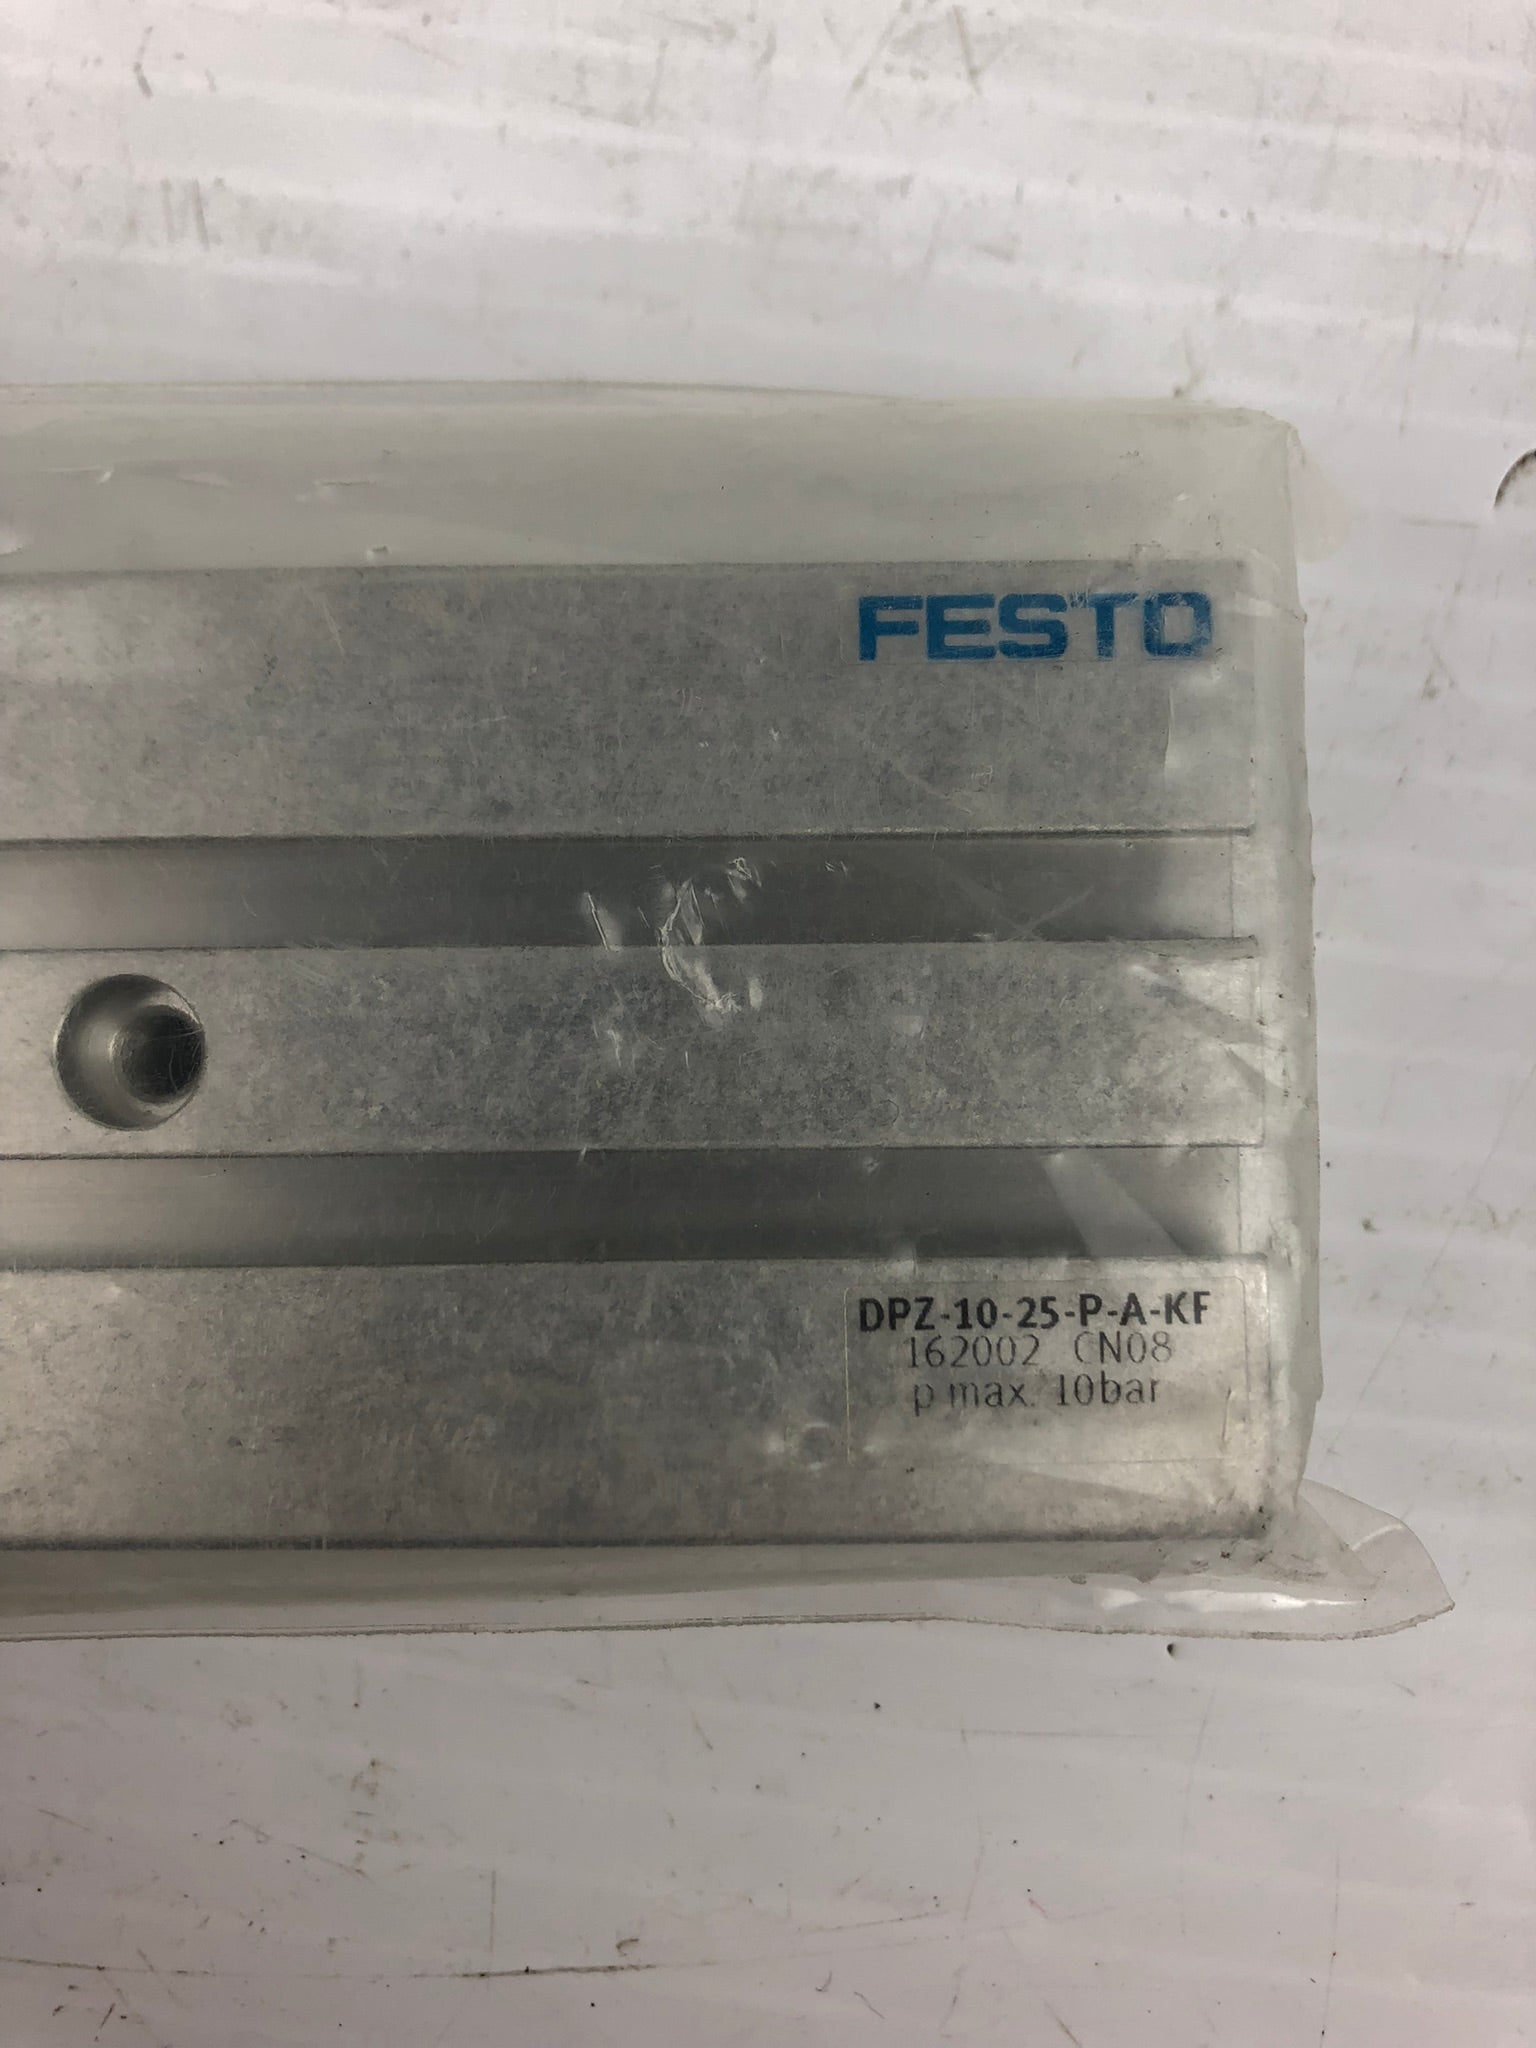 FESTO
DPZ-10-25-P-A-KF
162002 CN08
p max. 10bar